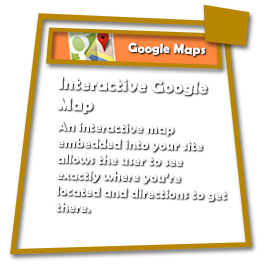 Google Maps
Interactive Google
Map
An interactive map
embedded into your site
allows the user to see
exactly where you're
located and directions to get
there.